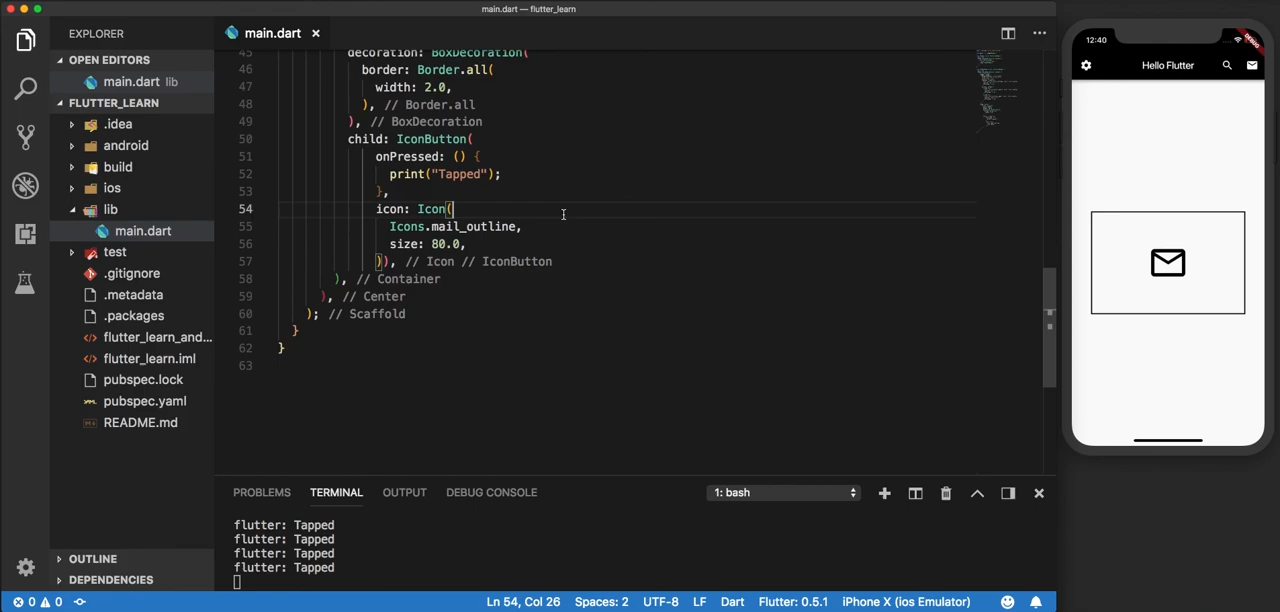 main.dart — flutter_learn
EXPLORER
OPEN EDITORS
main.dart lib
FLUTTER_LEARN
.idea
android
build
ios
lib
main.dart
test
.gitignore
.metadata
.packages
flutter_learn_and...
flutter_learn.iml
pubspec.lock
pubspec.yaml
README.md
OUTLINE
DEPENDENCIES
main.dart
45 decoration: BoxDecoration(
46 border: Border.all(
47 width: 2.0,
48 ), // Border.all
49 ), // BoxDecoration
50 child: IconButton(
51 onPressed: () {
52 print("Tapped");
53 },
54 icon: Icon(
55 Icons.mail_outline,
56 size: 80.0,
57 )), // Icon // IconButton
58 ), // Container
59 ), // Center
60 ); // Scaffold
61 }
62 }
63
PROBLEMS TERMINAL OUTPUT DEBUG CONSOLE 1: bash
flutter: Tapped
flutter: Tapped
flutter: Tapped
flutter: Tapped
0 0 Ln 54, Col 26 Spaces: 2 UTF-8 LF Dart Flutter: 0.5.1 iPhone X (ios Emulator)
12:40
DEBUG
Hello Flutter